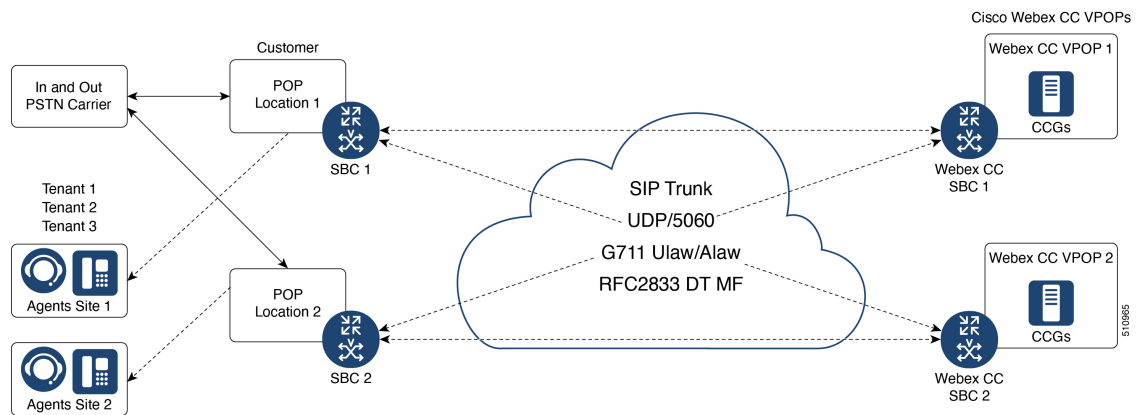 Cisco Webex CC VPOPs
Customer
Webex CC VPOP 1
In and Out
PSTN Carrier
POP
Location 1
CCGs
SBC 1
Webex CC
SBC 1
Tenant 1
Tenant 2
Tenant 3
SIP Trunk
UDP/5060
G711 Ulaw/Alaw
RFC2833 DT MF
Agents Site 1
POP
Location 2
Webex CC VPOP 2
CCGs
510965
SBC 2
Webex CC
SBC 2
Agents Site 2